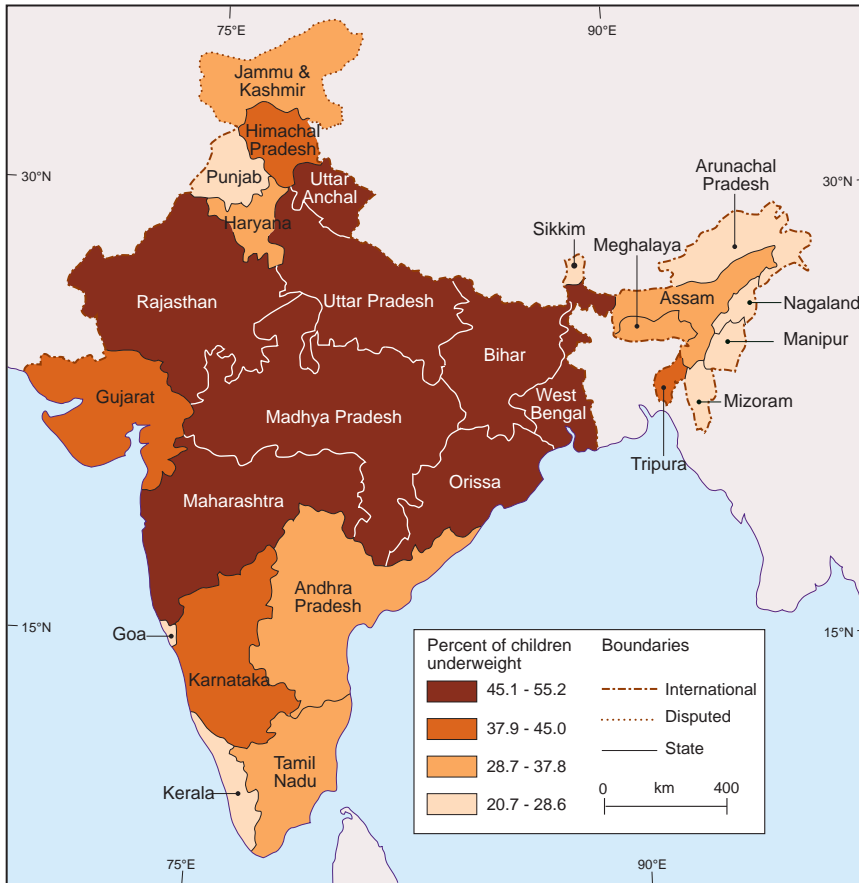 75°E
90°E
Jammu &
Kashmir
Himachal
Pradesh
30°N
Punjab
Uttar
Anchal
Arunachal
Pradesh
30°N
Haryana
Sikkim
Meghalaya
Rajasthan
Uttar Pradesh
Assam
Nagaland
Bihar
Manipur
Gujarat
Madhya Pradesh
West
Bengal
Mizoram
Tripura
Maharashtra
Orissa
Andhra
Pradesh
15°N
Goa
15°N
Karnataka
Tamil
Nadu
Kerala
Percent of children
underweight
45.1 - 55.2
37.9 - 45.0
28.7 - 37.8
20.7 - 28.6
Boundaries
International
Disputed
State
0 km 400
75°E
90°E